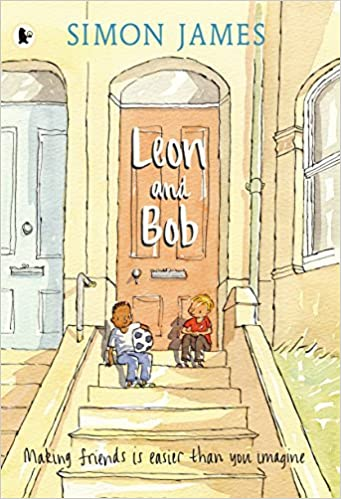 SIMON JAMES
Leon
and
Bob
Making friends is easier than you imagine